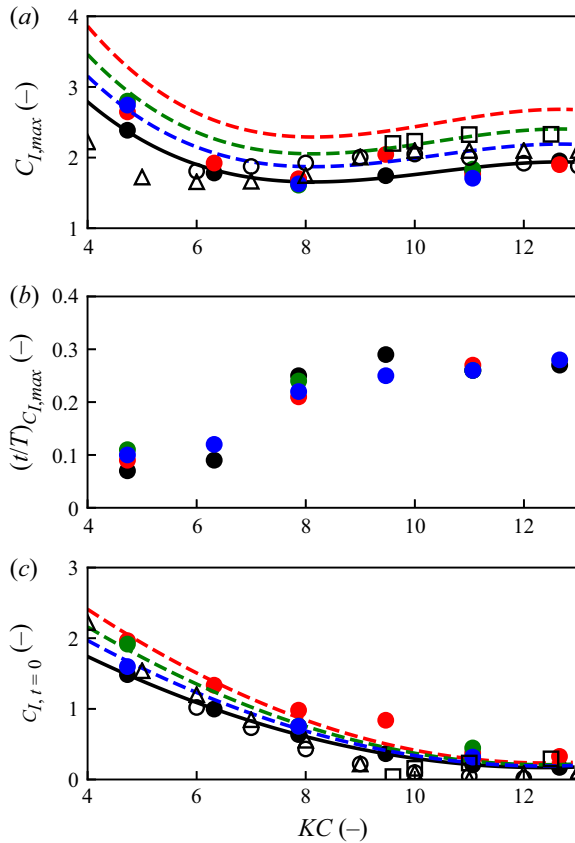 (a)
4
3
2
1
C_{I,max} (–)
4 6 8 10 12
(b)
0.4
0.3
0.2
0.1
0
(t/T)_{C_{I,max}} (–)
4 6 8 10 12
(c)
3
2
1
0
C_{I, t = 0} (–)
4 6 8 10 12
KC (–)